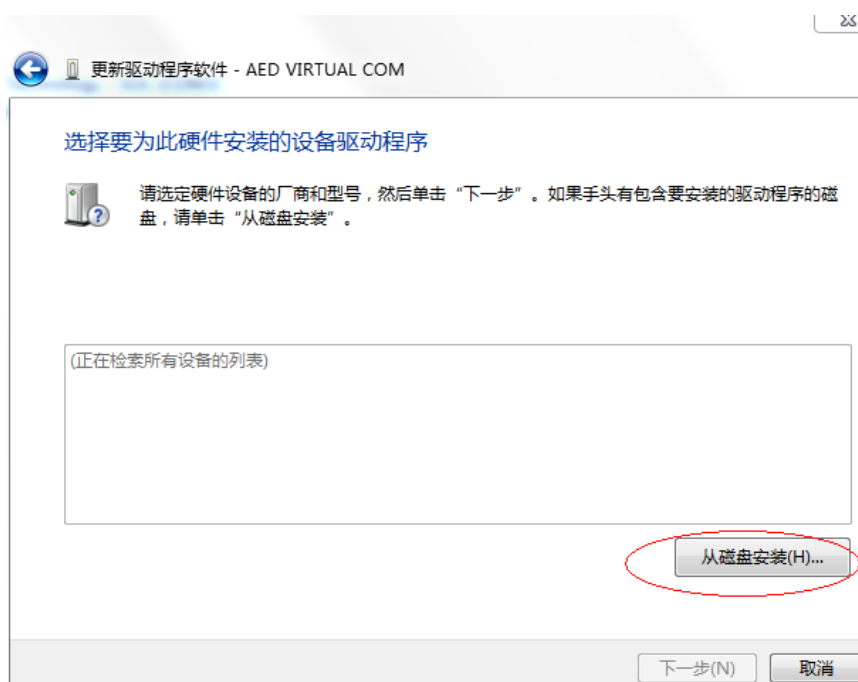 更新驱动程序软件 - AED VIRTUAL COM
选择要为此硬件安装的设备驱动程序
请选定硬件设备的厂商和型号，然后单击“下一步”。如果手头有包含要安装的驱动程序的磁
盘，请单击“从磁盘安装”。
(正在检索所有设备的列表)
从磁盘安装(H)...
下一步(N)
取消